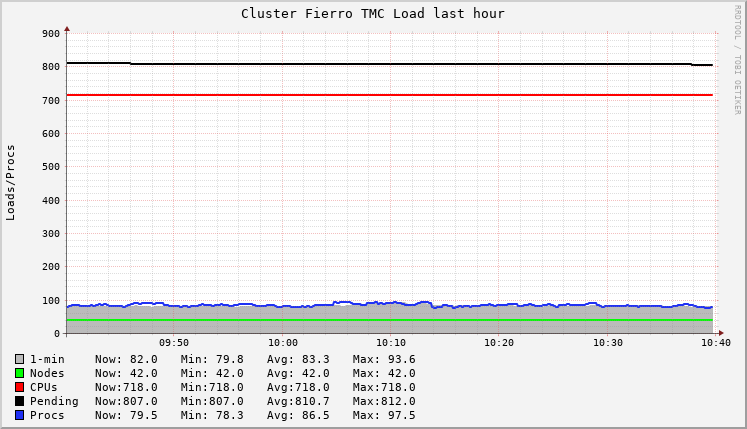 Cluster Fierro TMC Load last hour
RRDTOOL / TOBI OETIKER
Loads/Procs
900
800
700
600
500
400
300
200
100
0
09:50 10:00 10:10 10:20 10:30 10:40
1-min Now: 82.0 Min: 79.8 Avg: 83.3 Max: 93.6
Nodes Now: 42.0 Min: 42.0 Avg: 42.0 Max: 42.0
CPUs Now:718.0 Min:718.0 Avg:718.0 Max:718.0
Pending Now:807.0 Min:807.0 Avg:810.7 Max:812.0
Procs Now: 79.5 Min: 78.3 Avg: 86.5 Max: 97.5